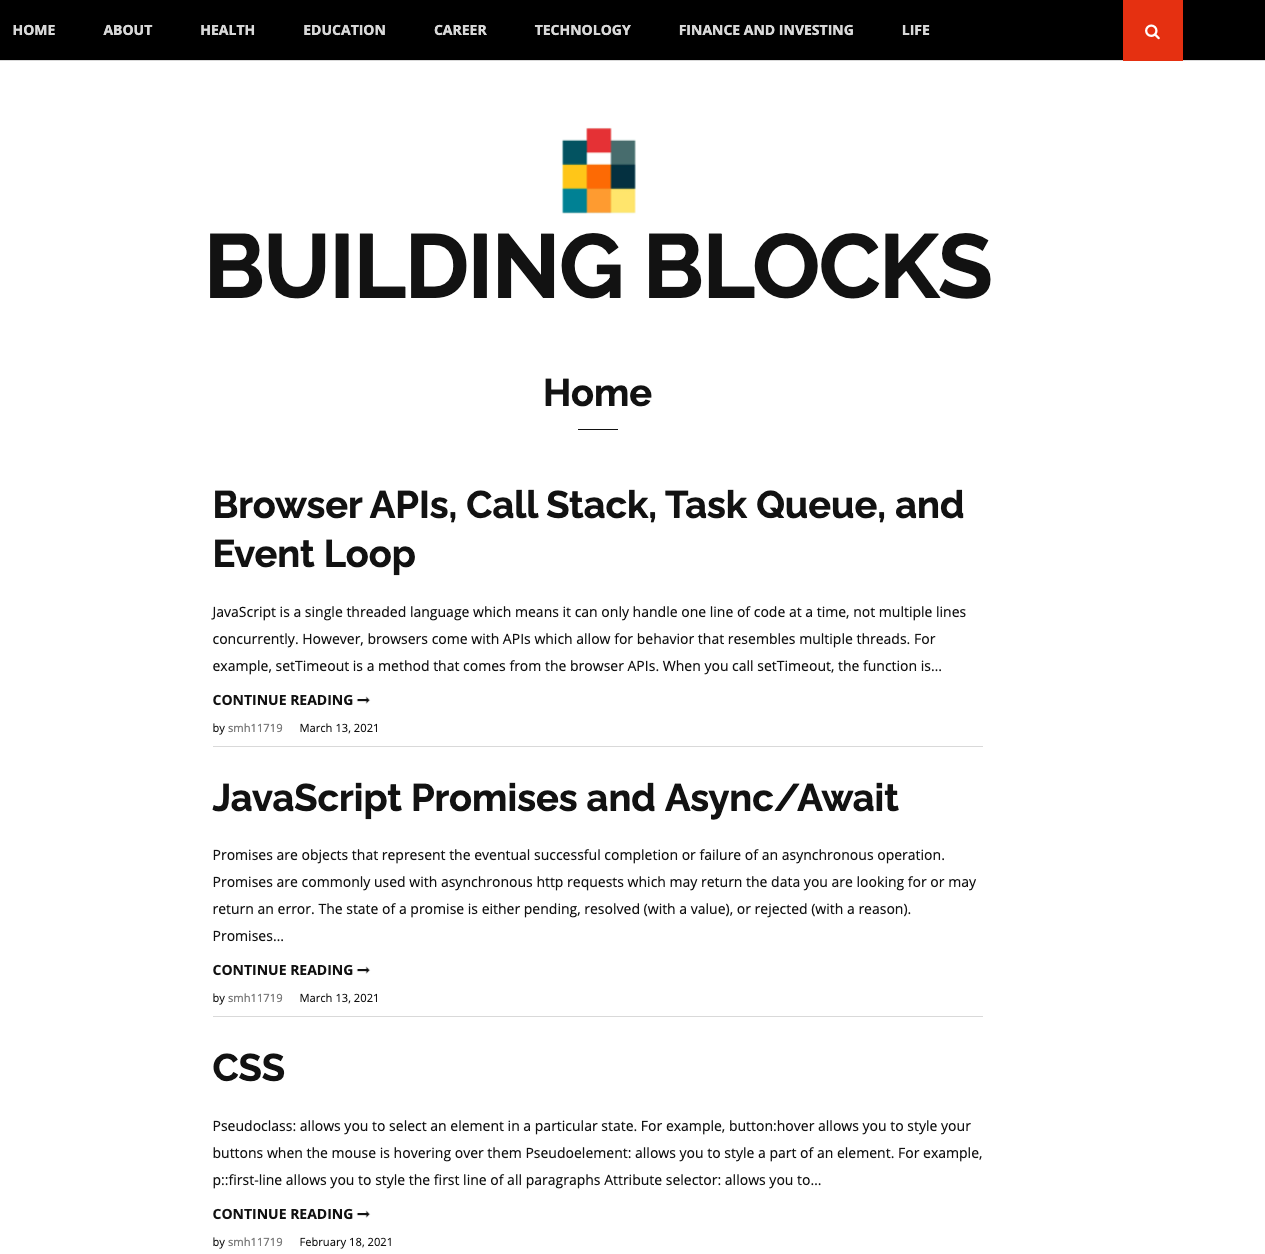 HOME ABOUT HEALTH EDUCATION CAREER TECHNOLOGY FINANCE AND INVESTING LIFE
BUILDING BLOCKS
Home
Browser APIs, Call Stack, Task Queue, and
Event Loop
JavaScript is a single threaded language which means it can only handle one line of code at a time, not multiple lines
concurrently. However, browsers come with APIs which allow for behavior that resembles multiple threads. For
example, setTimeout is a method that comes from the browser APIs. When you call setTimeout, the function is...
CONTINUE READING →
by smh11719 March 13, 2021
JavaScript Promises and Async/Await
Promises are objects that represent the eventual successful completion or failure of an asynchronous operation.
Promises are commonly used with asynchronous http requests which may return the data you are looking for or may
return an error. The state of a promise is either pending, resolved (with a value), or rejected (with a reason).
Promises...
CONTINUE READING →
by smh11719 March 13, 2021
CSS
Pseudoclass: allows you to select an element in a particular state. For example, button:hover allows you to style your
buttons when the mouse is hovering over them Pseudoelement: allows you to style a part of an element. For example,
p::first-line allows you to style the first line of all paragraphs Attribute selector: allows you to...
CONTINUE READING →
by smh11719 February 18, 2021